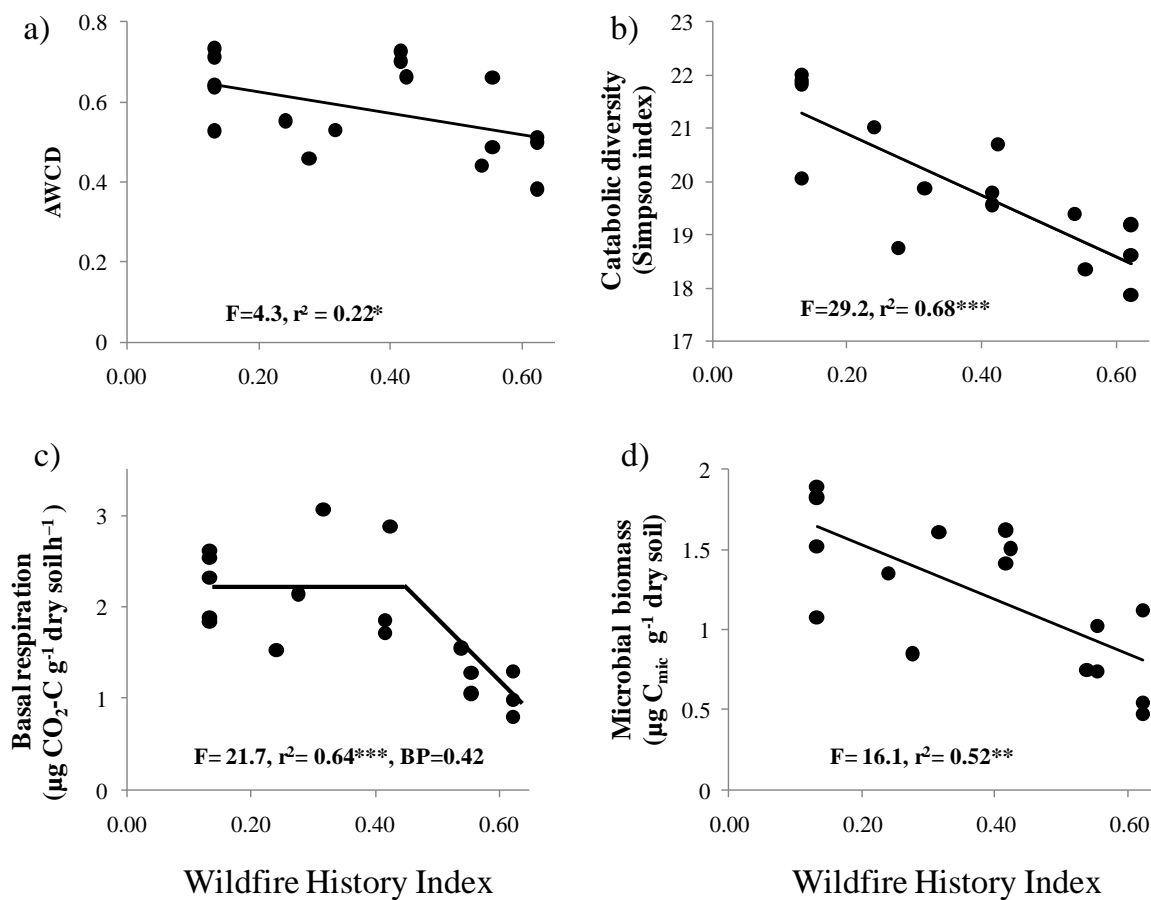 a)
0.8
0.6
0.4
0.2
0
AWCD
F=4.3, r² = 0.22*
0.00 0.20 0.40 0.60
b)
23
22
21
20
19
18
17
Catabolic diversity
(Simpson index)
F=29.2, r²= 0.68***
0.00 0.20 0.40 0.60
c)
3
2
1
0
Basal respiration
(µg CO₂-C g⁻¹ dry soilh⁻¹)
F= 21.7, r²= 0.64***, BP=0.42
0.00 0.20 0.40 0.60
Wildfire History Index
d)
2
1.5
1
0.5
0
Microbial biomass
(µg Cmic g⁻¹ dry soil)
F= 16.1, r²= 0.52**
0.00 0.20 0.40 0.60
Wildfire History Index